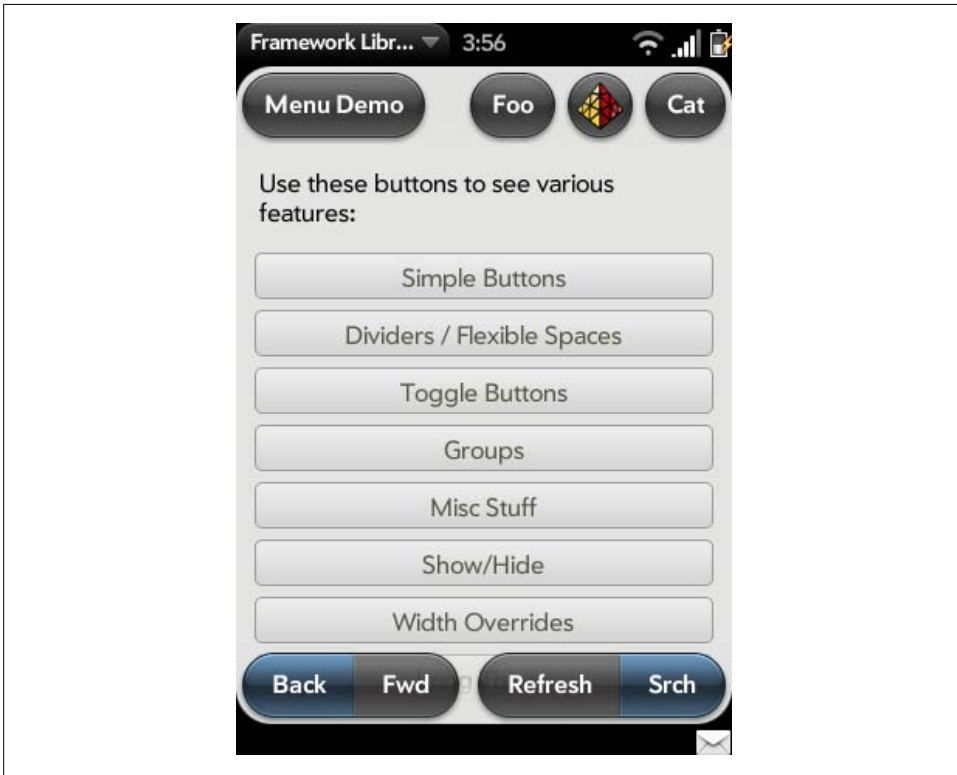 Framework Libr... 3:56
Menu Demo Foo Cat
Use these buttons to see various
features:
Simple Buttons
Dividers / Flexible Spaces
Toggle Buttons
Groups
Misc Stuff
Show/Hide
Width Overrides
Back Fwd Refresh Srch